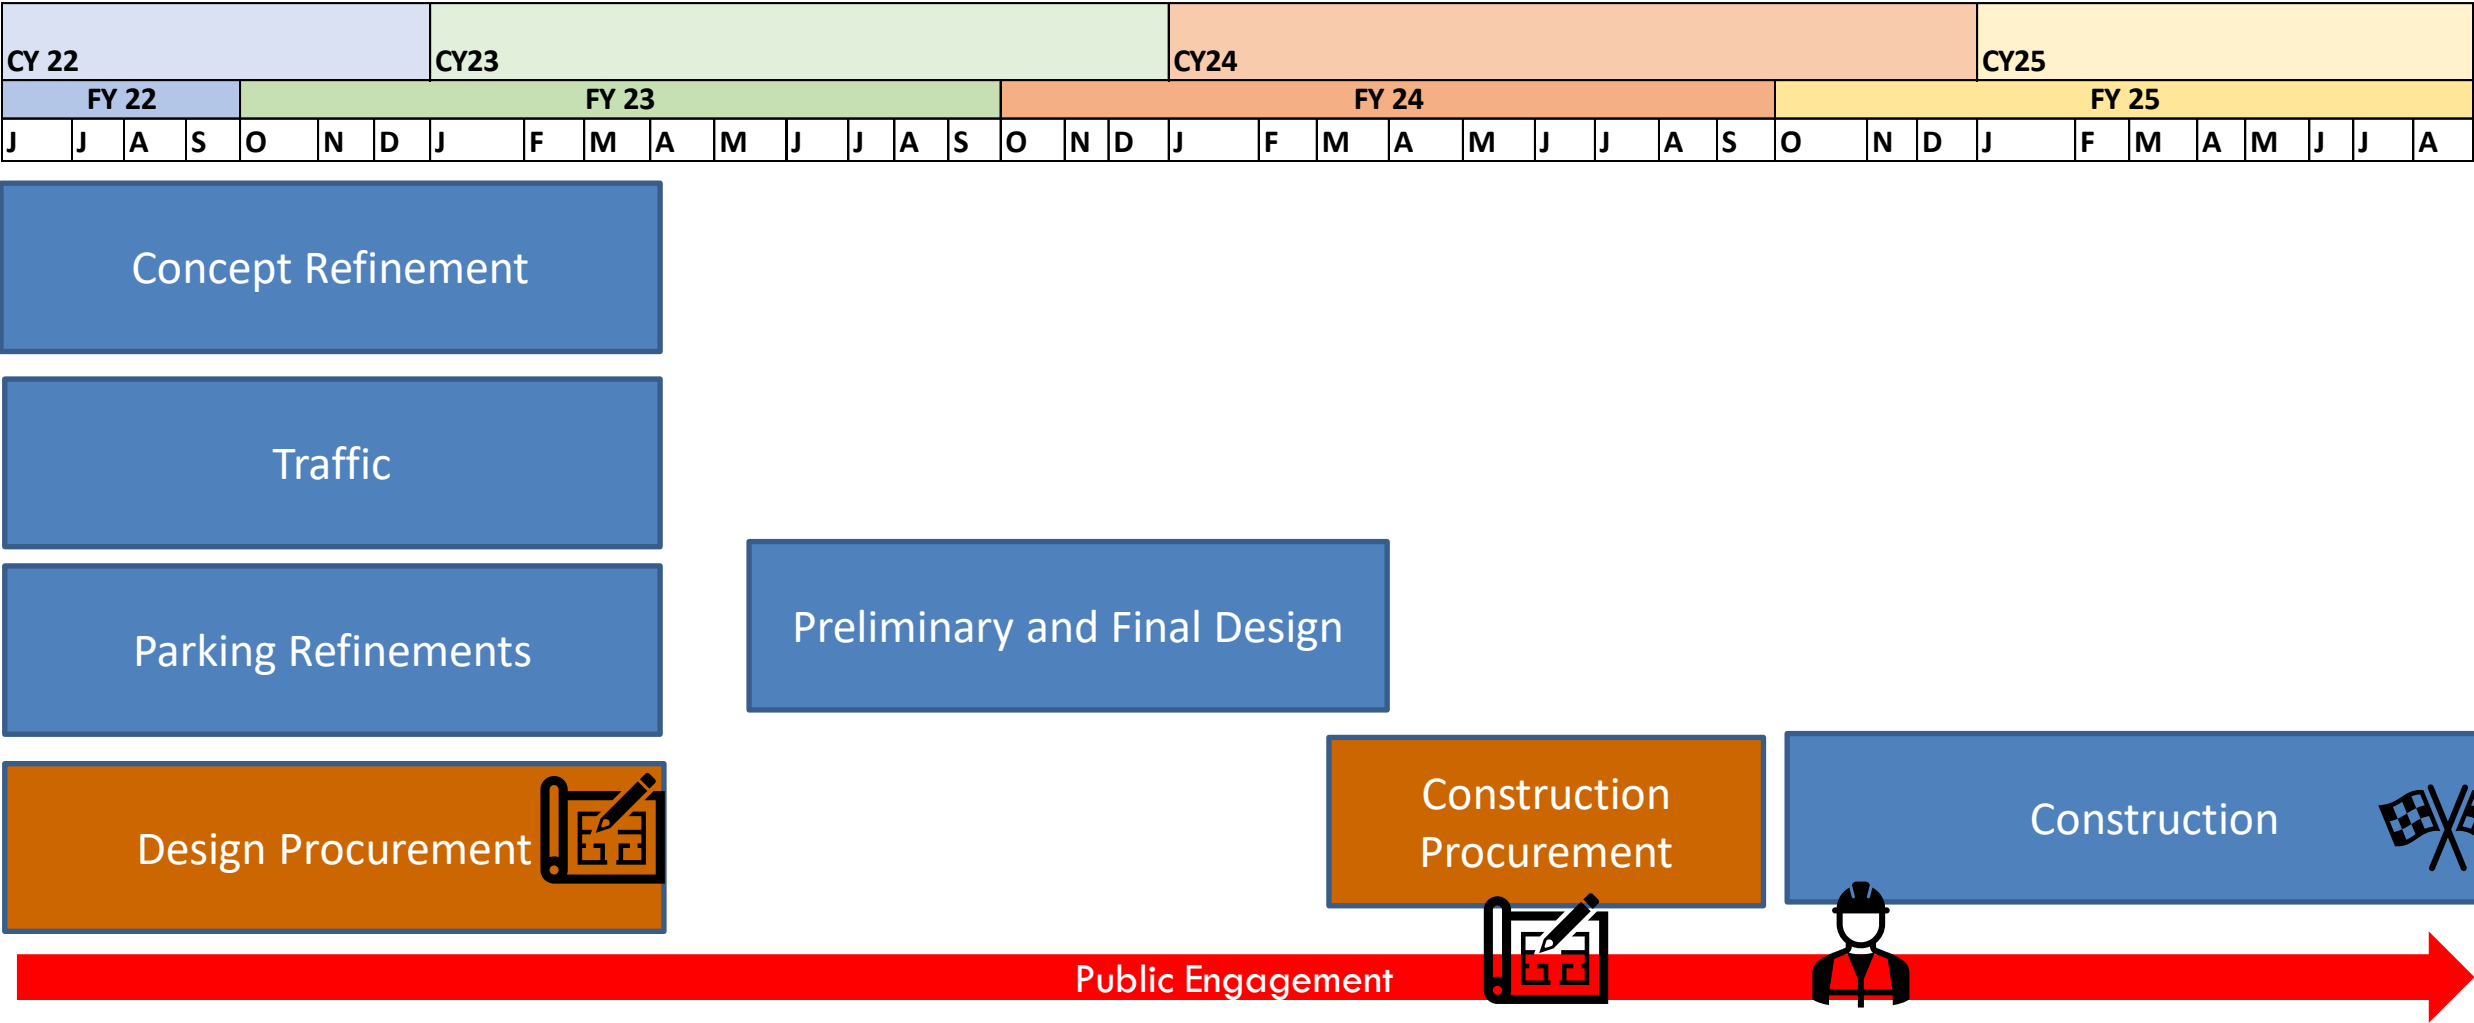 CY 22 CY23 CY24 CY25
FY 22 FY 23 FY 24 FY 25
J J A S O N D J F M A M J J A S O N D J F M A M J J A S O N D J F M A M J J A
Concept Refinement
Traffic
Parking Refinements
Preliminary and Final Design
Design Procurement
Construction
Procurement
Construction
Public Engagement